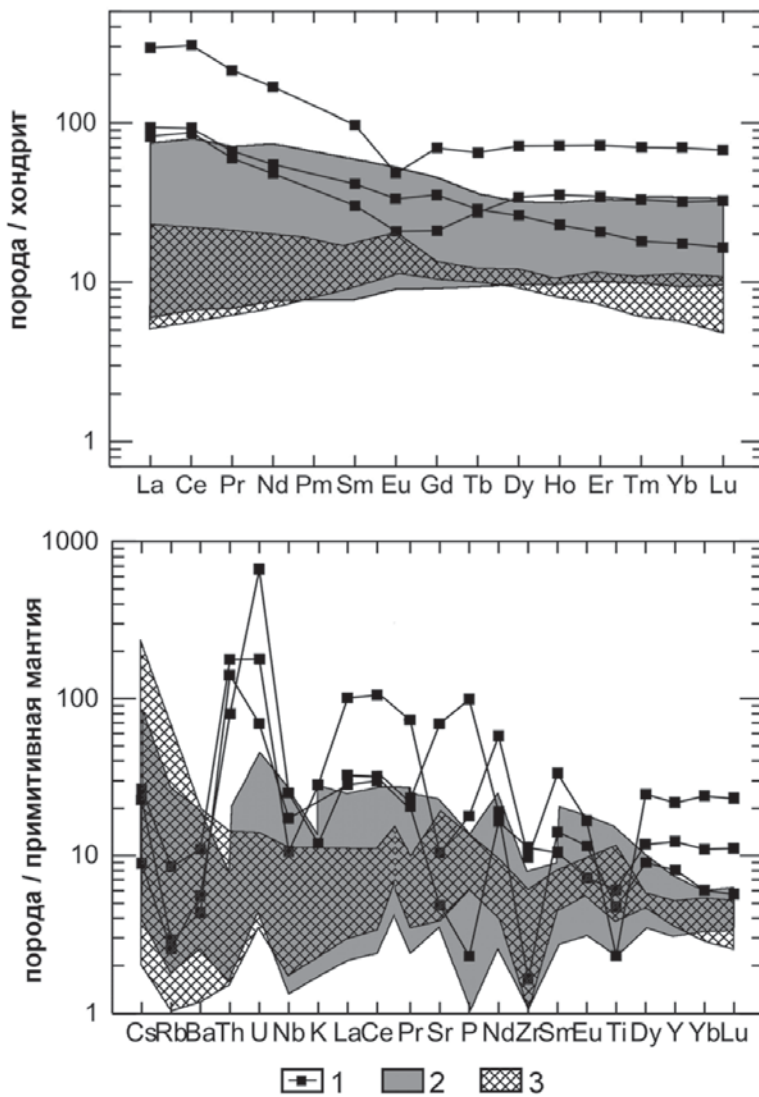 порода / хондрит
100
10
1
La Ce Pr Nd Pm Sm Eu Gd Tb Dy Ho Er Tm Yb Lu
порода / примитивная мантия
1000
100
10
1
Cs Rb Ba Th U Nb K La Ce Pr Sr P Nd Zr Sm Eu Ti Dy Y Yb Lu
1 2 3